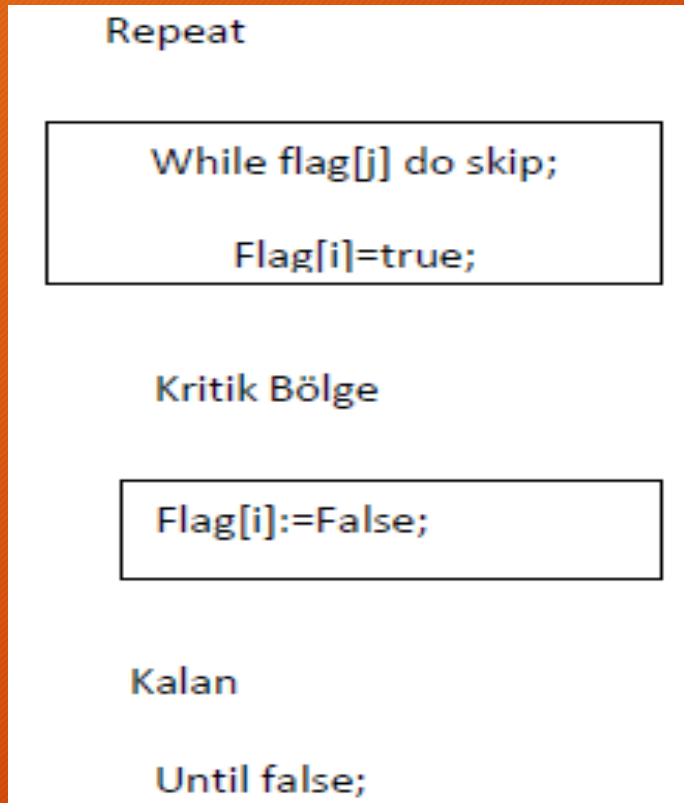 Repeat
While flag[j] do skip;
Flag[i]=true;
Kritik Bölge
Flag[i]:=False;
Kalan
Until false;